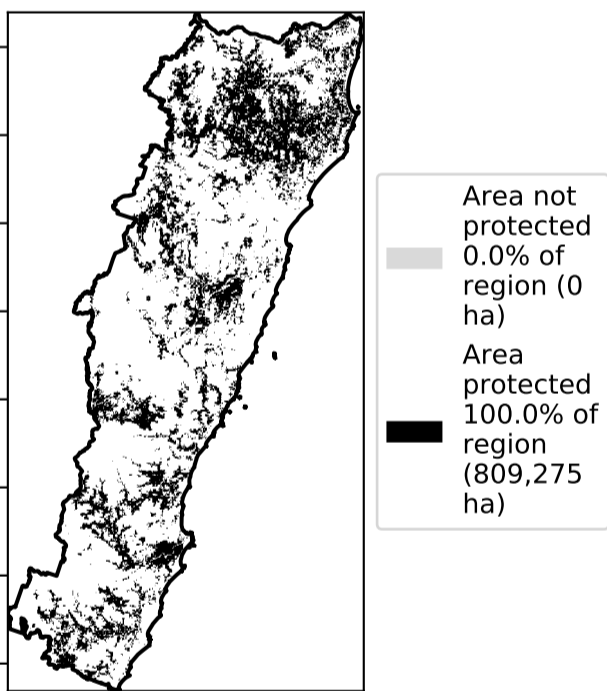 Area not
protected
0.0% of
region (0
ha)
Area
protected
100.0% of
region
(809,275
ha)